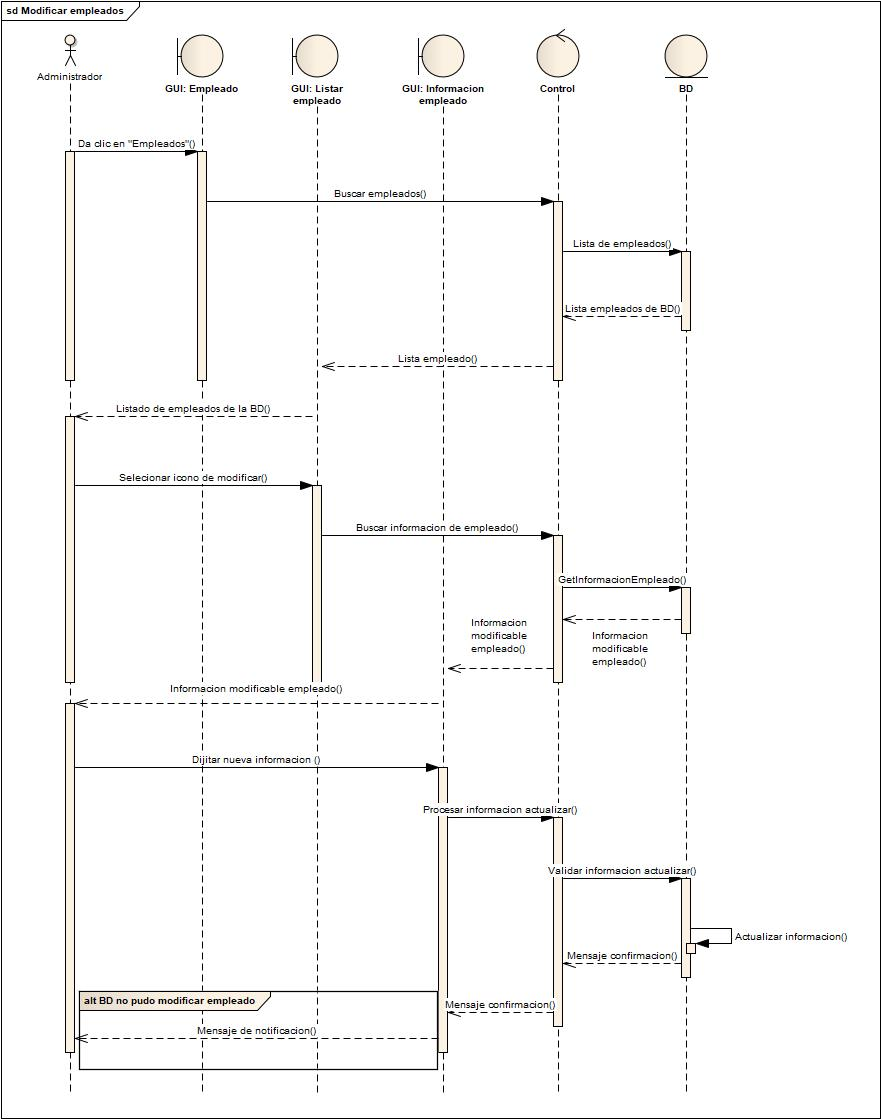 sd Modificar empleados
Administrador
GUI: Empleado
GUI: Listar
empleado
GUI: Informacion
empleado
Control
BD
Da clic en "Empleados"()
Buscar empleados()
Lista de empleados()
Lista empleados de BD()
Lista empleado()
Listado de empleados de la BD()
Selecionar icono de modificar()
Buscar informacion de empleado()
GetInformacionEmpleado()
Informacion
modificable
empleado()
Informacion
modificable
empleado()
Informacion modificable empleado()
Dijitar nueva informacion ()
Procesar informacion actualizar()
Validar informacion actualizar()
Actualizar informacion()
Mensaje confirmacion()
alt BD no pudo modificar empleado
Mensaje confirmacion()
Mensaje de notificacion()